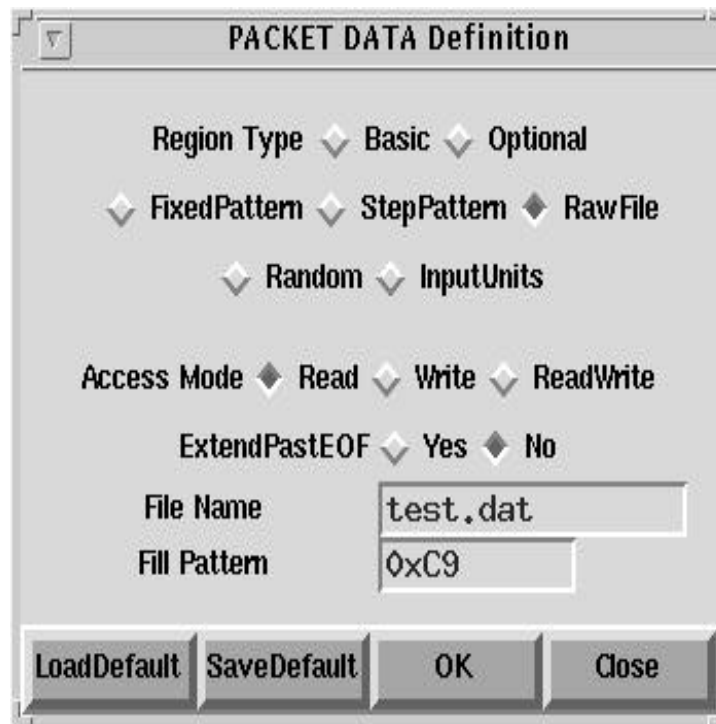 PACKET DATA Definition
Region Type Basic Optional
FixedPattern StepPattern RawFile
Random InputUnits
Access Mode Read Write ReadWrite
ExtendPastEOF Yes No
File Name test.dat
Fill Pattern 0xC9
LoadDefault SaveDefault OK Close